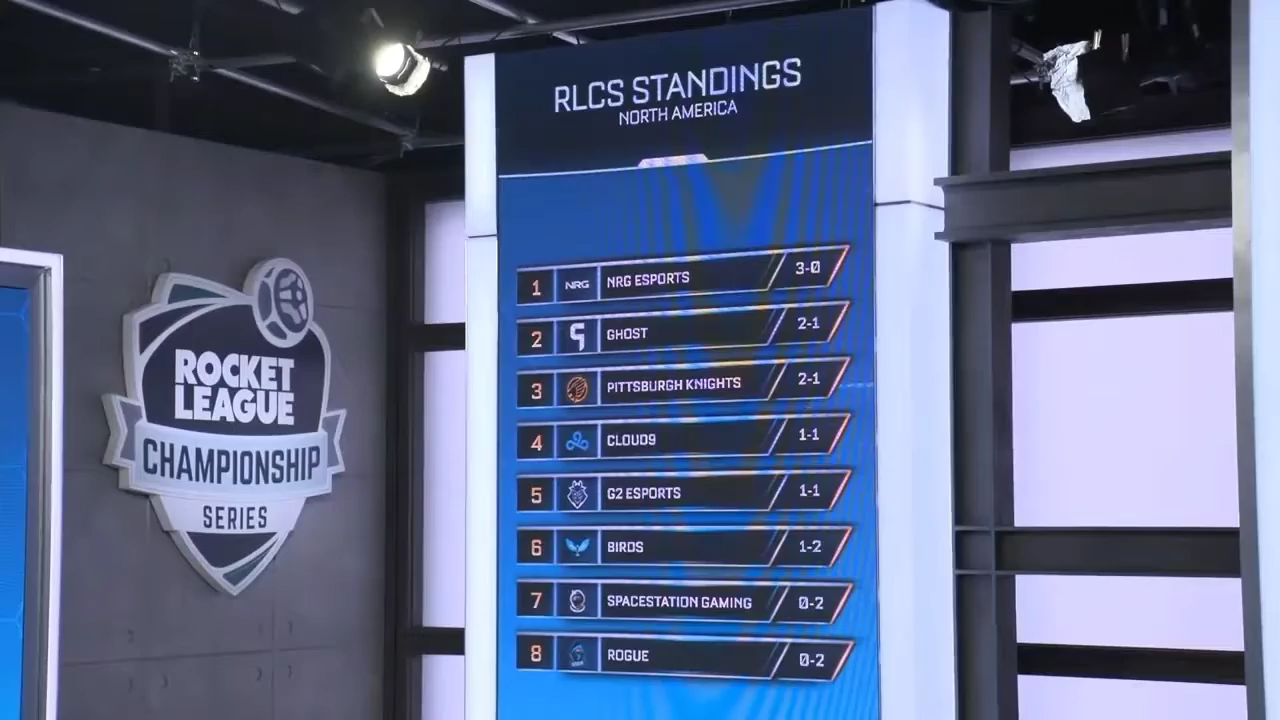 RLCS STANDINGS
NORTH AMERICA
1 NRG NRG ESPORTS 3-0
2 GHOST 2-1
3 PITTSBURGH KNIGHTS 2-1
4 CLOUD9 1-1
5 G2 ESPORTS 1-1
6 BIRDS 1-2
7 SPACESTATION GAMING 0-2
8 ROGUE 0-2
ROCKET
LEAGUE
CHAMPIONSHIP
SERIES